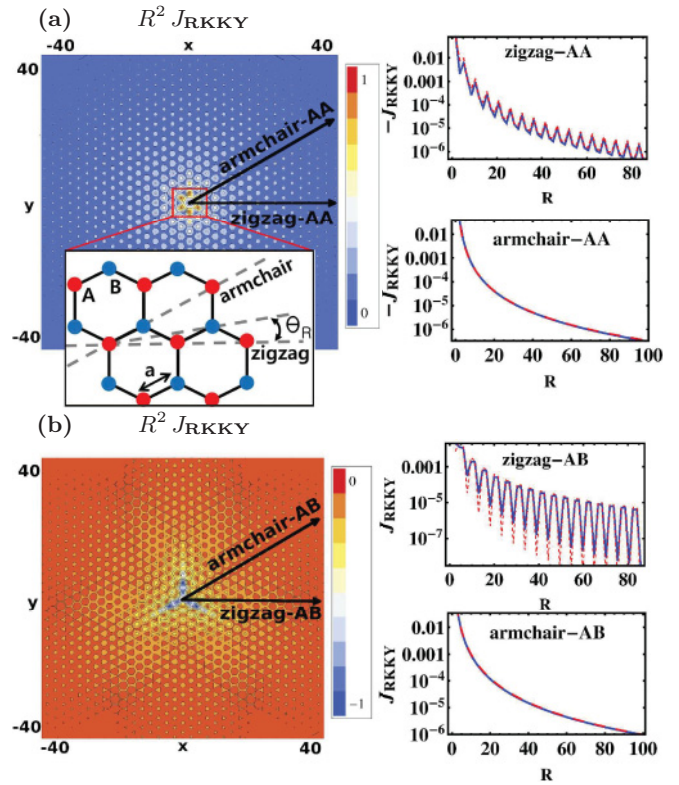 (a) R² J_RKKY
x
-40 40
40
y
-40
1
0
armchair-AA
zigzag-AA
A B
armchair
θ_R
zigzag
a
zigzag−AA
−J_RKKY
0.01
0.001
10⁻⁴
10⁻⁵
10⁻⁶
0 20 40 60 80
R
armchair−AA
−J_RKKY
0.01
0.001
10⁻⁴
10⁻⁵
10⁻⁶
0 20 40 60 80 100
R
(b) R² J_RKKY
40
y
-40
-40 x 40
0
−1
armchair-AB
zigzag-AB
zigzag−AB
J_RKKY
0.001
10⁻⁵
10⁻⁷
0 20 40 60 80
R
armchair−AB
J_RKKY
0.01
0.001
10⁻⁴
10⁻⁵
10⁻⁶
0 20 40 60 80 100
R